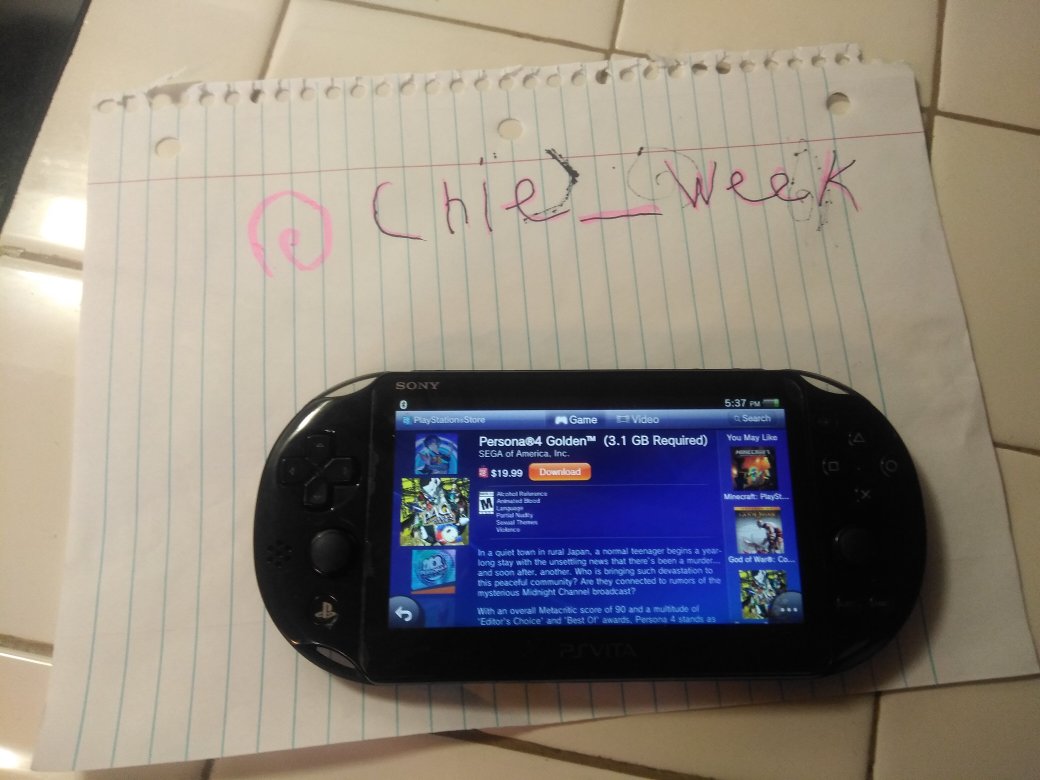 @Chie_Week
SONY
5:37 PM
PlayStation®Store
Game
Video
Search
Persona®4 Golden™ (3.1 GB Required)
SEGA of America, Inc.
$19.99
Download
M
Alcohol Reference
Animated Blood
Language
Partial Nudity
Sexual Themes
Violence
In a quiet town in rural Japan, a normal teenager begins a year-
long stay with the unsettling news that there's been a murder...
and soon after, another. Who is bringing such devastation to
this peaceful community? Are they connected to rumors of the
mysterious Midnight Channel broadcast?
With an overall Metacritic score of 90 and a multitude of
"Editor's Choice" and "Best Of" awards, Persona 4 stands as
You May Like
MINECRAFT
Minecraft: PlaySt...
God of War®: Co...
PSVITA